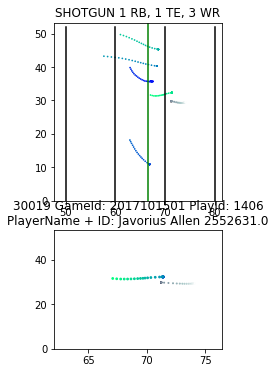 SHOTGUN 1 RB, 1 TE, 3 WR
50
40
30
20
10
0
50 60 70 80
30019 GameId: 2017101501 PlayId: 1406
PlayerName + ID: Javorius Allen 2552631.0
40
20
0
65 70 75